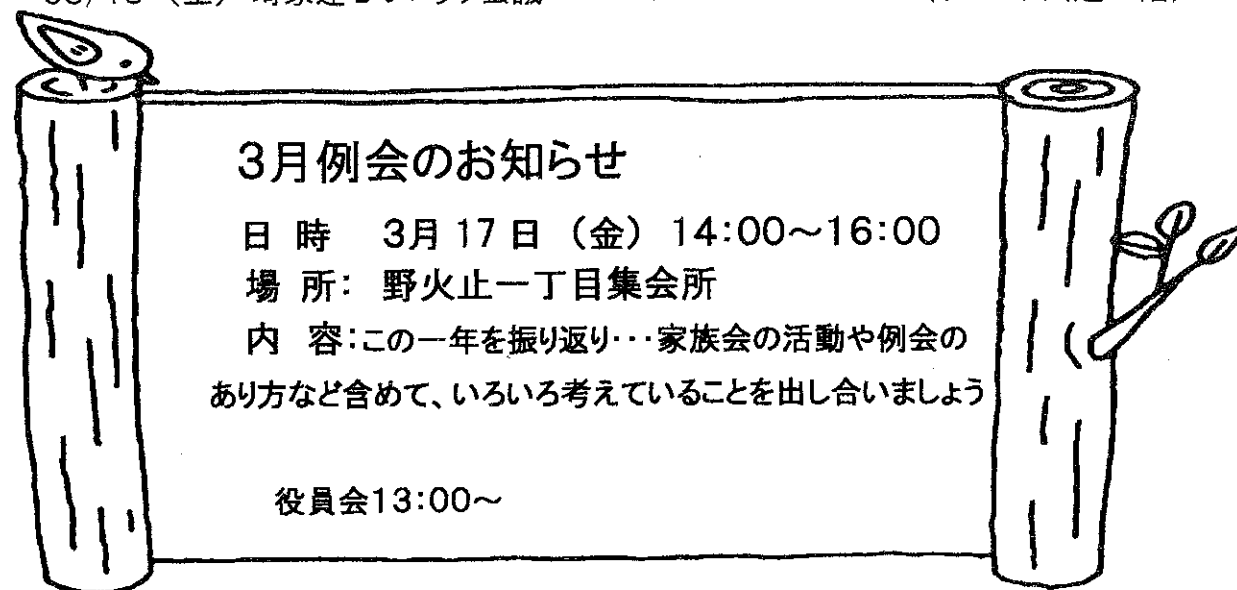 3月例会のお知らせ
日 時 3月 17 日 (金) 14:00~16:00
場 所: 野火止一丁目集会所
内 容:この一年を振り返り…家族会の活動や例会の
あり方など含めて、いろいろ考えていることを出し合いましょう
役員会13:00~